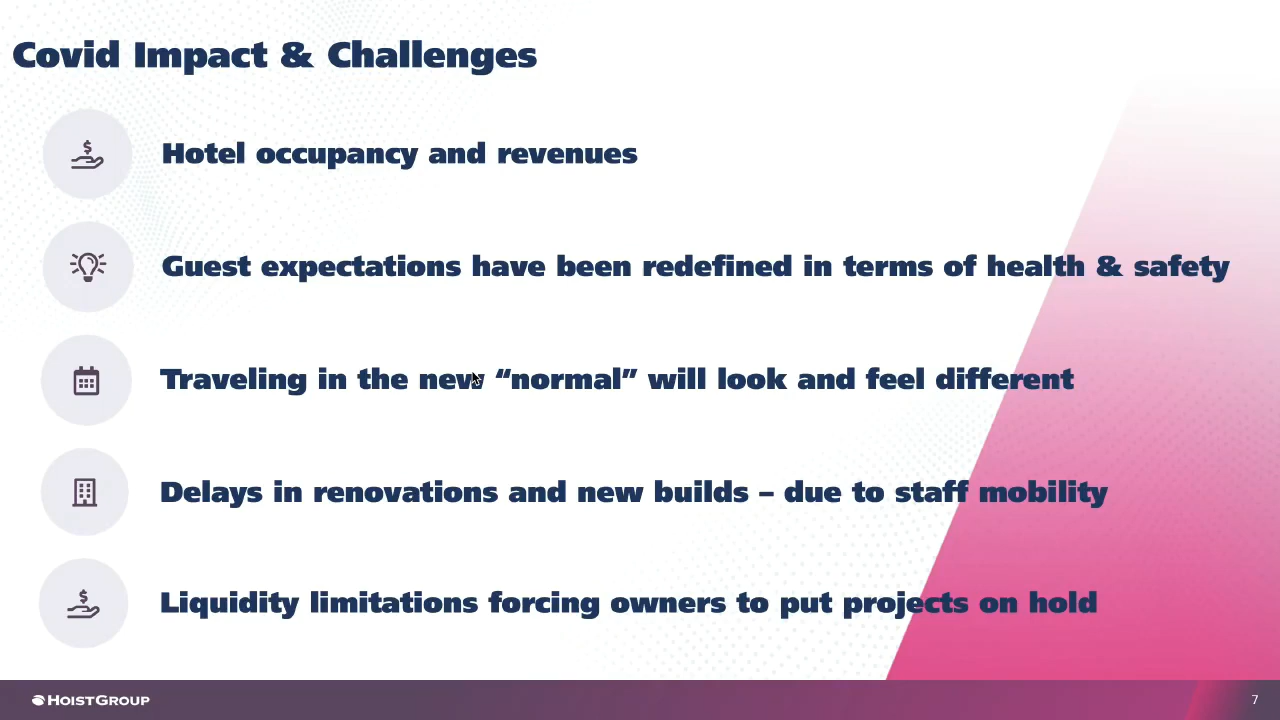 Covid Impact & Challenges
$
Hotel occupancy and revenues
Guest expectations have been redefined in terms of health & safety
Traveling in the new “normal” will look and feel different
Delays in renovations and new builds – due to staff mobility
$
Liquidity limitations forcing owners to put projects on hold
HOISTGROUP
7